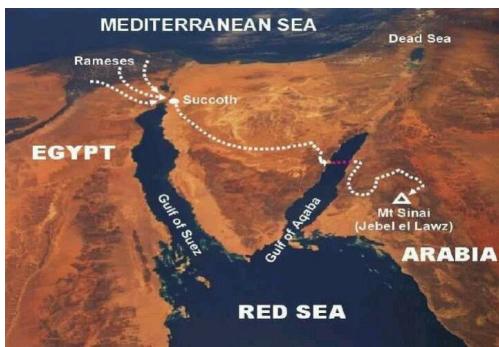 MEDITERRANEAN SEA
Dead Sea
Rameses
Succoth
EGYPT
Gulf of Suez
Gulf of Aqaba
Mt Sinai
(Jebel el Lawz)
ARABIA
RED SEA